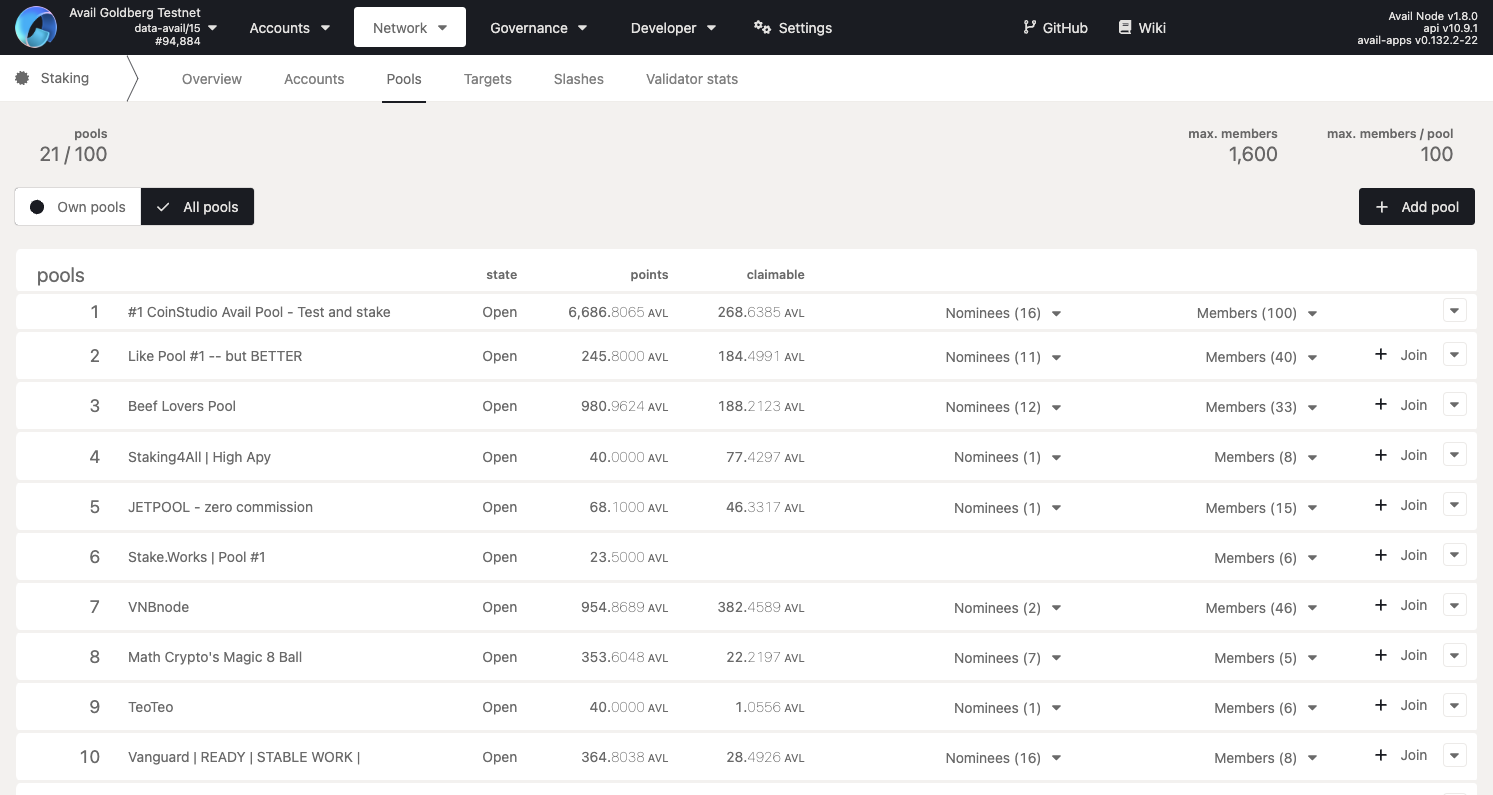 Avail Goldberg Testnet
data-avail/15
#94,884
Accounts
Network
Governance
Developer
Settings
GitHub
Wiki
Avail Node v1.8.0
api v10.9.1
avail-apps v0.132.2-22
Staking
Overview
Accounts
Pools
Targets
Slashes
Validator stats
pools
21 / 100
max. members
1,600
max. members / pool
100
Own pools
All pools
Add pool
pools state points claimable
1 #1 CoinStudio Avail Pool - Test and stake Open 6,686.8065 AVL 268.6385 AVL Nominees (16) Members (100)
2 Like Pool #1 -- but BETTER Open 245.8000 AVL 184.4991 AVL Nominees (11) Members (40) + Join
3 Beef Lovers Pool Open 980.9624 AVL 188.2123 AVL Nominees (12) Members (33) + Join
4 Staking4All | High Apy Open 40.0000 AVL 77.4297 AVL Nominees (1) Members (8) + Join
5 JETPOOL - zero commission Open 68.1000 AVL 46.3317 AVL Nominees (1) Members (15) + Join
6 Stake.Works | Pool #1 Open 23.5000 AVL Members (6) + Join
7 VNBnode Open 954.8689 AVL 382.4589 AVL Nominees (2) Members (46) + Join
8 Math Crypto's Magic 8 Ball Open 353.6048 AVL 22.2197 AVL Nominees (7) Members (5) + Join
9 TeoTeo Open 40.0000 AVL 1.0556 AVL Nominees (1) Members (6) + Join
10 Vanguard | READY | STABLE WORK | Open 364.8038 AVL 28.4926 AVL Nominees (16) Members (8) + Join